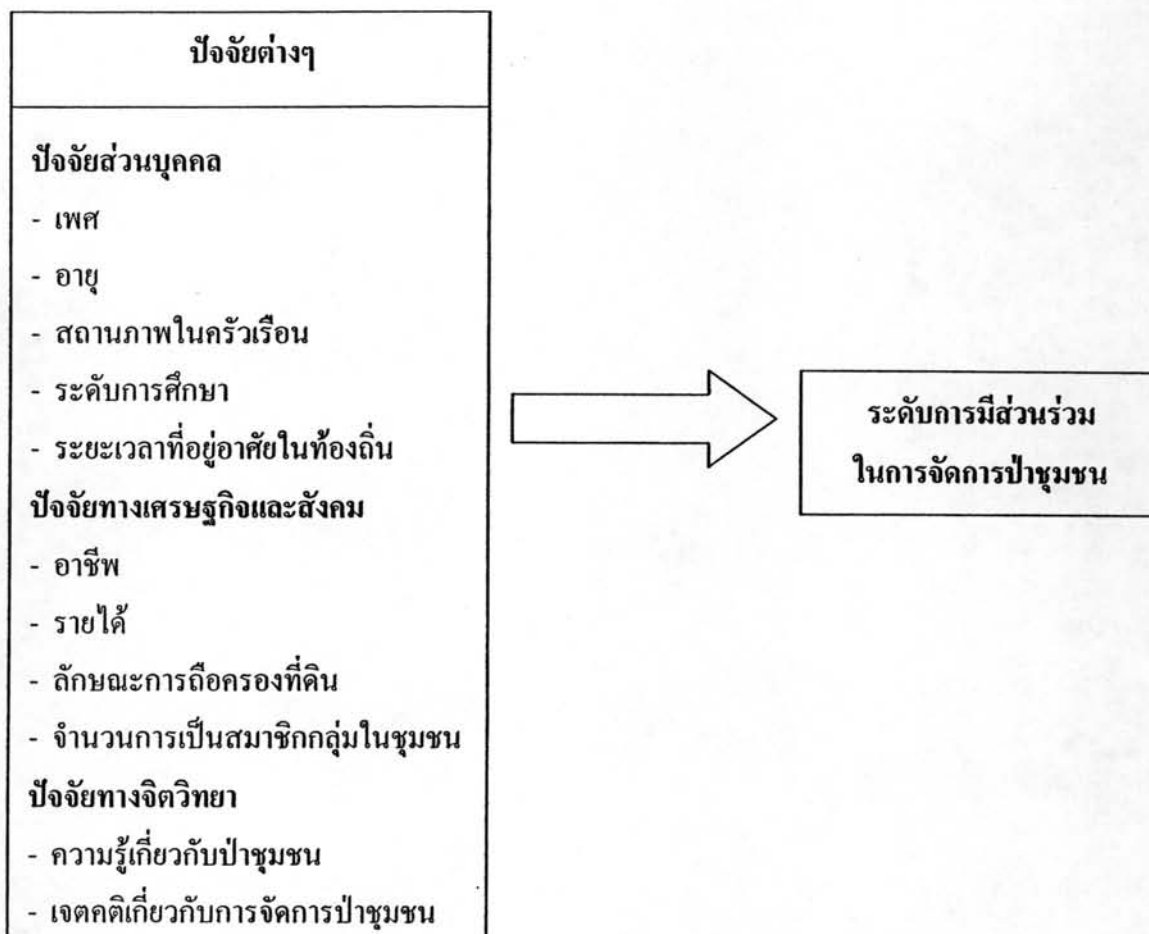 ปัจจัยต่างๆ
ปัจจัยส่วนบุคคล
- เพศ
- อายุ
- สถานภาพในครัวเรือน
- ระดับการศึกษา
- ระยะเวลาที่อยู่อาศัยในท้องถิ่น
ปัจจัยทางเศรษฐกิจและสังคม
- อาชีพ
- รายได้
- ลักษณะการถือครองที่ดิน
- จำนวนการเป็นสมาชิกกลุ่มในชุมชน
ปัจจัยทางจิตวิทยา
- ความรู้เกี่ยวกับป่าชุมชน
- เจตคติเกี่ยวกับการจัดการป่าชุมชน
ระดับการมีส่วนร่วม
ในการจัดการป่าชุมชน